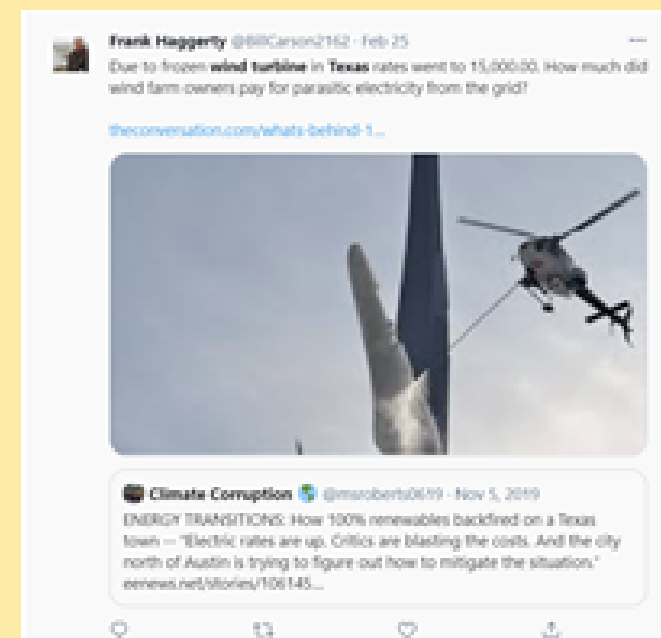 Frank Haggerty @BillCarson2162 · Feb 25
Due to frozen wind turbine in Texas rates went to 15,000.00. How much did
wind farm owners pay for parasitic electricity from the grid?
theconversation.com/whats-behind-1...
Climate Corruption @msroberts0619 · Nov 5, 2019
ENERGY TRANSITIONS: How 100% renewables backfired on a Texas
town — "Electric rates are up. Critics are blasting the costs. And the city
north of Austin is trying to figure out how to mitigate the situation."
eenews.net/stories/106145...